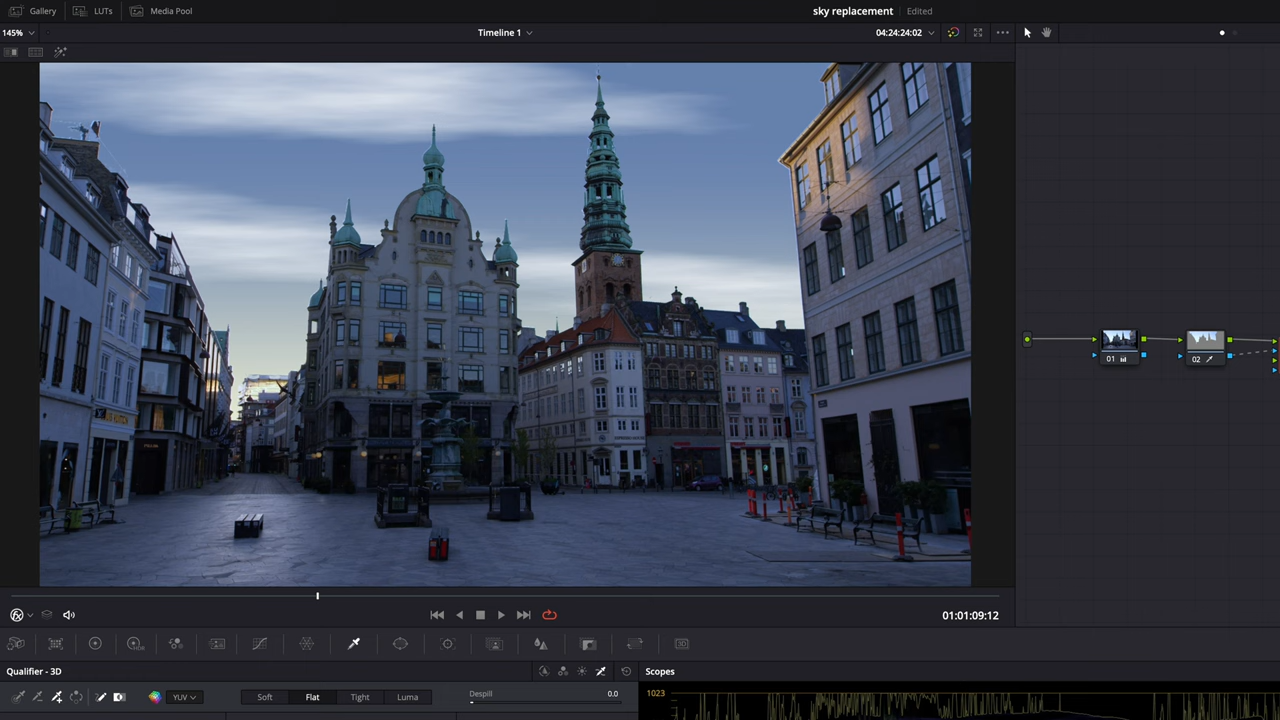 Gallery LUTs Media Pool sky replacement Edited
145% Timeline 1 04:24:24:02
01
02
01:01:09:12
Qualifier - 3D Scopes
YUV Soft Flat Tight Luma Despill 0.0
1023